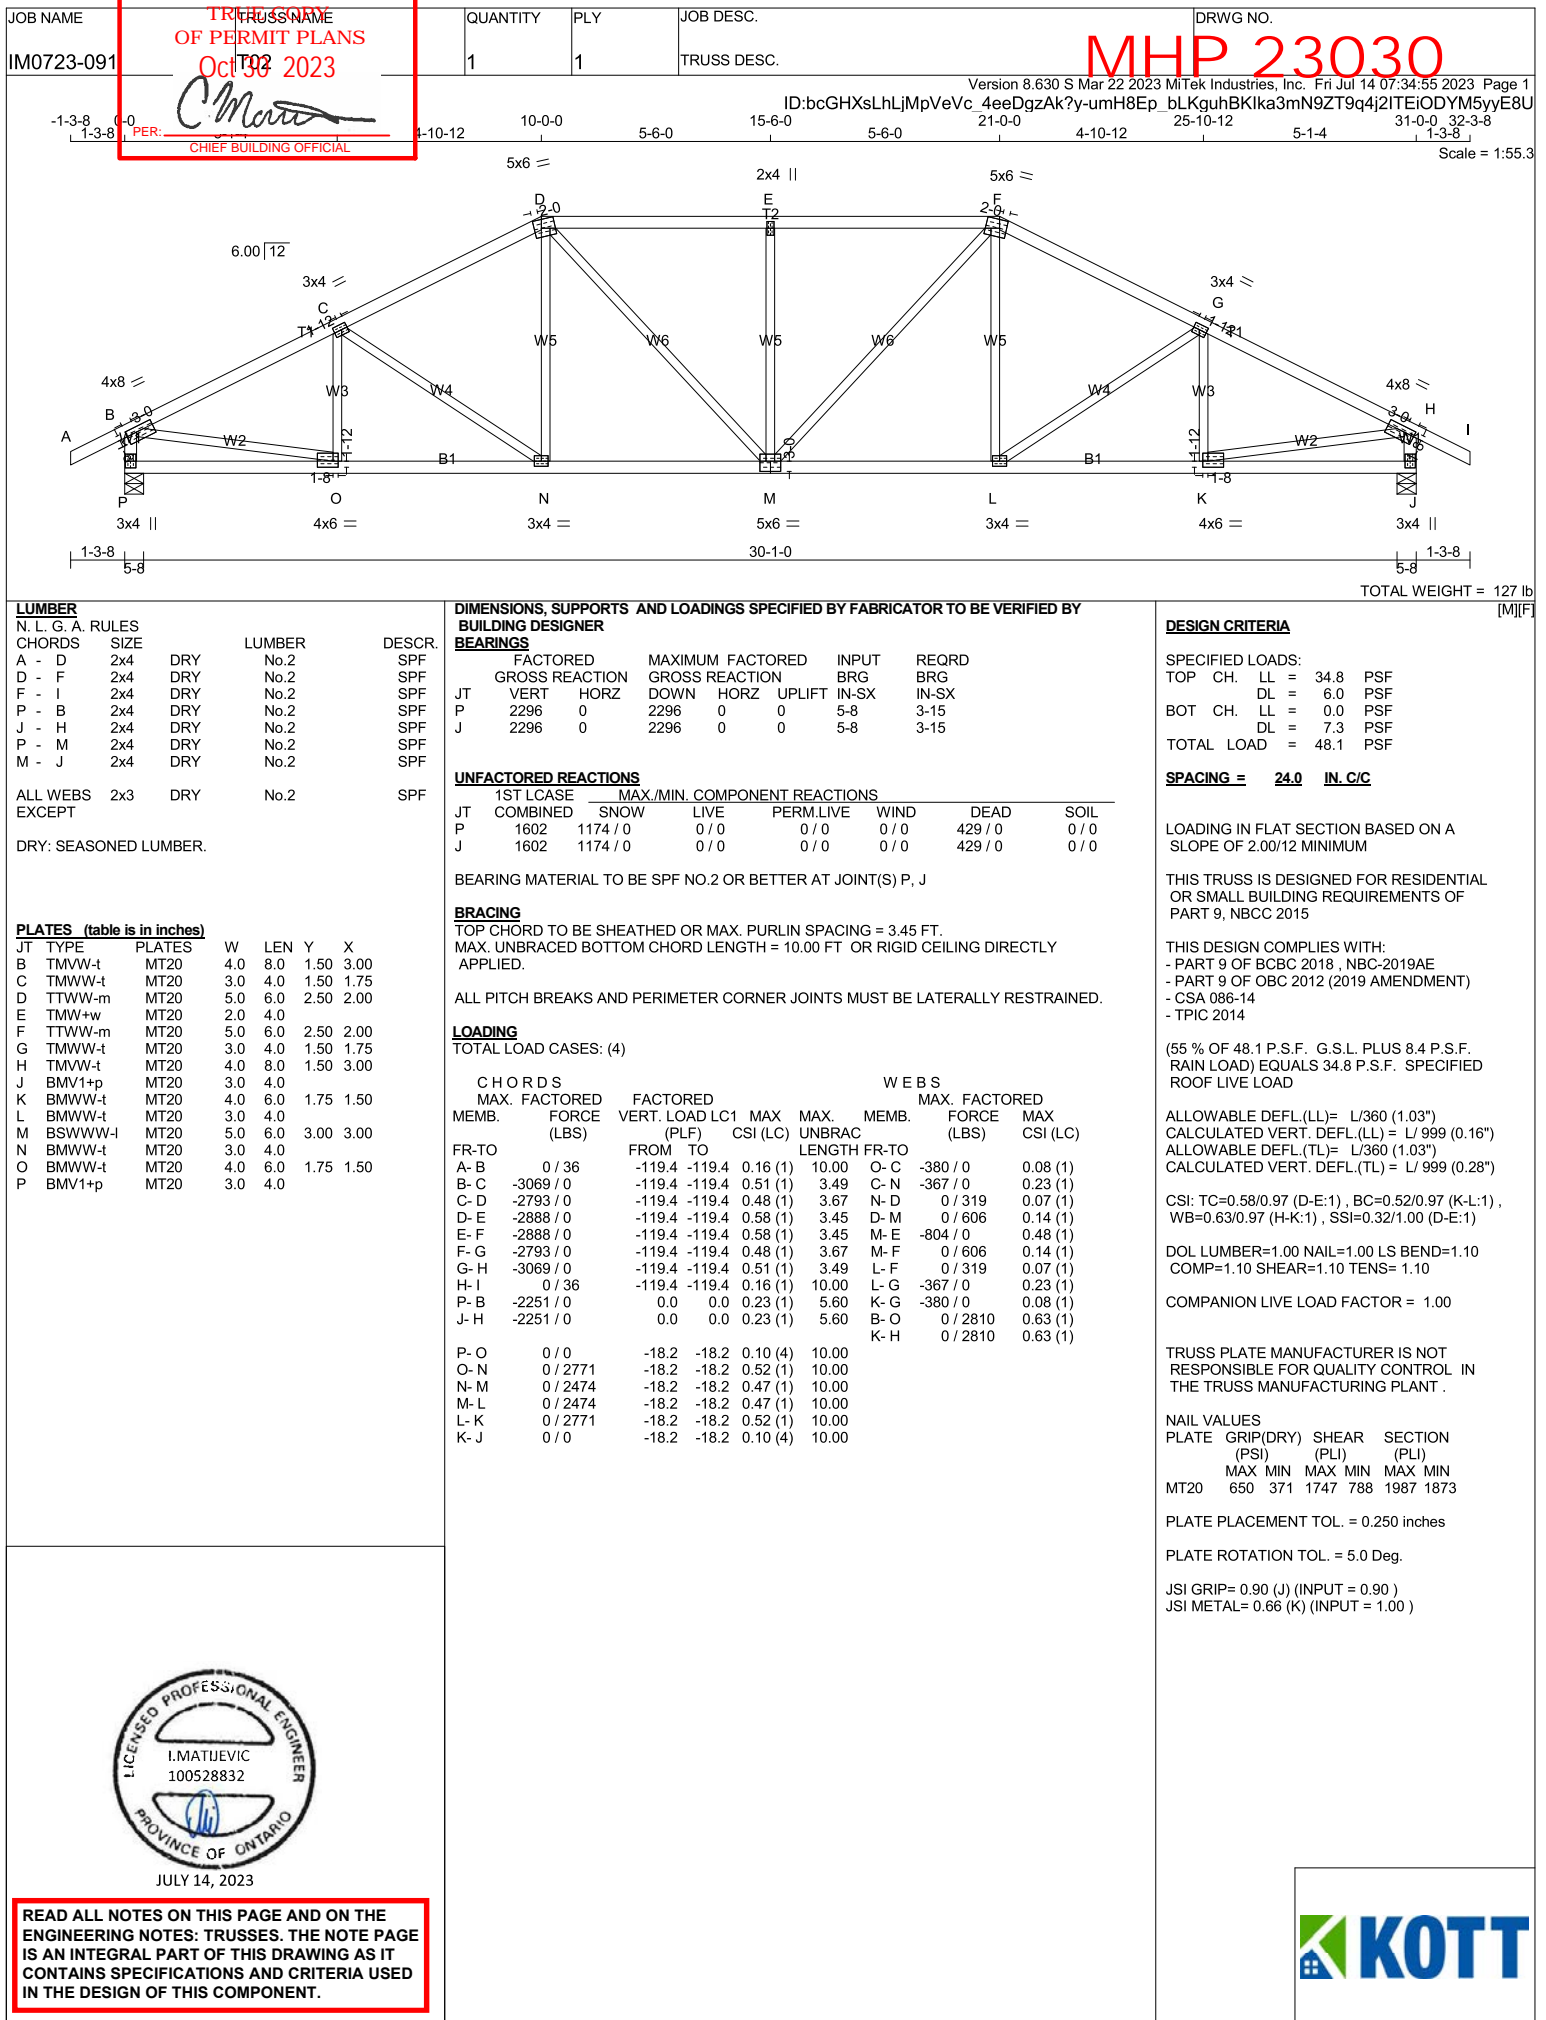 JOB NAME TRUSS NAME QUANTITY PLY JOB DESC. DRWG NO.
TRUE COPY
OF PERMIT PLANS
Oct 30 2023
IM0723-091 T02 1 1 TRUSS DESC. MHP 23030
PER:
CHIEF BUILDING OFFICIAL
Version 8.630 S Mar 22 2023 MiTek Industries, Inc. Fri Jul 14 07:34:55 2023 Page 1
ID:bcGHXsLhLjMpVeVc_4eeDgzAk?y-umH8Ep_bLKguhBKIka3mN9ZT9q4j2ITEiODYM5yyE8U
-1-3-8 0-0 10-0-0 15-6-0 21-0-0 25-10-12 31-0-0 32-3-8
1-3-8 4-10-12 5-6-0 5-6-0 4-10-12 5-1-4 1-3-8
Scale = 1:55.3
5x6 = 2x4 || 5x6 =
D E F
2-0 T2 2-0
6.00 12
3x4 = 3x4 =
C G
T1 1-12 1-12 T1
W5 W6 W5 W6 W5
4x8 = W3 W4 W4 W3 4x8 =
B 3-0 3-0 H
A W1 W2 1-12 B1 3-0 B1 1-12 W2 W1 I
1-8 1-8
P O N M L K J
3x4 || 4x6 = 3x4 = 5x6 = 3x4 = 4x6 = 3x4 ||
1-3-8 30-1-0 1-3-8
5-8 5-8
TOTAL WEIGHT = 127 lb
[M][F]
LUMBER
N. L. G. A. RULES
CHORDS SIZE LUMBER DESCR.
A - D 2x4 DRY No.2 SPF
D - F 2x4 DRY No.2 SPF
F - I 2x4 DRY No.2 SPF
P - B 2x4 DRY No.2 SPF
J - H 2x4 DRY No.2 SPF
P - M 2x4 DRY No.2 SPF
M - J 2x4 DRY No.2 SPF
ALL WEBS 2x3 DRY No.2 SPF
EXCEPT
DRY: SEASONED LUMBER.
PLATES (table is in inches)
JT TYPE PLATES W LEN Y X
B TMVW-t MT20 4.0 8.0 1.50 3.00
C TMWW-t MT20 3.0 4.0 1.50 1.75
D TTWW-m MT20 5.0 6.0 2.50 2.00
E TMW+w MT20 2.0 4.0
F TTWW-m MT20 5.0 6.0 2.50 2.00
G TMWW-t MT20 3.0 4.0 1.50 1.75
H TMVW-t MT20 4.0 8.0 1.50 3.00
J BMV1+p MT20 3.0 4.0
K BMWW-t MT20 4.0 6.0 1.75 1.50
L BMWW-t MT20 3.0 4.0
M BSWWW-l MT20 5.0 6.0 3.00 3.00
N BMWW-t MT20 3.0 4.0
O BMWW-t MT20 4.0 6.0 1.75 1.50
P BMV1+p MT20 3.0 4.0
DIMENSIONS, SUPPORTS AND LOADINGS SPECIFIED BY FABRICATOR TO BE VERIFIED BY
BUILDING DESIGNER
BEARINGS
FACTORED MAXIMUM FACTORED INPUT REQRD
GROSS REACTION GROSS REACTION BRG BRG
JT VERT HORZ DOWN HORZ UPLIFT IN-SX IN-SX
P 2296 0 2296 0 0 5-8 3-15
J 2296 0 2296 0 0 5-8 3-15
UNFACTORED REACTIONS
1ST LCASE MAX./MIN. COMPONENT REACTIONS
JT COMBINED SNOW LIVE PERM.LIVE WIND DEAD SOIL
P 1602 1174 / 0 0 / 0 0 / 0 0 / 0 429 / 0 0 / 0
J 1602 1174 / 0 0 / 0 0 / 0 0 / 0 429 / 0 0 / 0
BEARING MATERIAL TO BE SPF NO.2 OR BETTER AT JOINT(S) P, J
BRACING
TOP CHORD TO BE SHEATHED OR MAX. PURLIN SPACING = 3.45 FT.
MAX. UNBRACED BOTTOM CHORD LENGTH = 10.00 FT OR RIGID CEILING DIRECTLY
APPLIED.
ALL PITCH BREAKS AND PERIMETER CORNER JOINTS MUST BE LATERALLY RESTRAINED.
LOADING
TOTAL LOAD CASES: (4)
C H O R D S W E B S
MAX. FACTORED FACTORED MAX. FACTORED
MEMB. FORCE VERT. LOAD LC1 MAX MAX. MEMB. FORCE MAX
(LBS) (PLF) CSI (LC) UNBRAC (LBS) CSI (LC)
FR-TO FROM TO LENGTH FR-TO
A- B 0 / 36 -119.4 -119.4 0.16 (1) 10.00 O- C -380 / 0 0.08 (1)
B- C -3069 / 0 -119.4 -119.4 0.51 (1) 3.49 C- N -367 / 0 0.23 (1)
C- D -2793 / 0 -119.4 -119.4 0.48 (1) 3.67 N- D 0 / 319 0.07 (1)
D- E -2888 / 0 -119.4 -119.4 0.58 (1) 3.45 D- M 0 / 606 0.14 (1)
E- F -2888 / 0 -119.4 -119.4 0.58 (1) 3.45 M- E -804 / 0 0.48 (1)
F- G -2793 / 0 -119.4 -119.4 0.48 (1) 3.67 M- F 0 / 606 0.14 (1)
G- H -3069 / 0 -119.4 -119.4 0.51 (1) 3.49 L- F 0 / 319 0.07 (1)
H- I 0 / 36 -119.4 -119.4 0.16 (1) 10.00 L- G -367 / 0 0.23 (1)
P- B -2251 / 0 0.0 0.0 0.23 (1) 5.60 K- G -380 / 0 0.08 (1)
J- H -2251 / 0 0.0 0.0 0.23 (1) 5.60 B- O 0 / 2810 0.63 (1)
K- H 0 / 2810 0.63 (1)
P- O 0 / 0 -18.2 -18.2 0.10 (4) 10.00
O- N 0 / 2771 -18.2 -18.2 0.52 (1) 10.00
N- M 0 / 2474 -18.2 -18.2 0.47 (1) 10.00
M- L 0 / 2474 -18.2 -18.2 0.47 (1) 10.00
L- K 0 / 2771 -18.2 -18.2 0.52 (1) 10.00
K- J 0 / 0 -18.2 -18.2 0.10 (4) 10.00
DESIGN CRITERIA
SPECIFIED LOADS:
TOP CH. LL = 34.8 PSF
DL = 6.0 PSF
BOT CH. LL = 0.0 PSF
DL = 7.3 PSF
TOTAL LOAD = 48.1 PSF
SPACING = 24.0 IN. C/C
LOADING IN FLAT SECTION BASED ON A
SLOPE OF 2.00/12 MINIMUM
THIS TRUSS IS DESIGNED FOR RESIDENTIAL
OR SMALL BUILDING REQUIREMENTS OF
PART 9, NBCC 2015
THIS DESIGN COMPLIES WITH:
- PART 9 OF BCBC 2018 , NBC-2019AE
- PART 9 OF OBC 2012 (2019 AMENDMENT)
- CSA 086-14
- TPIC 2014
(55 % OF 48.1 P.S.F. G.S.L. PLUS 8.4 P.S.F.
RAIN LOAD) EQUALS 34.8 P.S.F. SPECIFIED
ROOF LIVE LOAD
ALLOWABLE DEFL.(LL)= L/360 (1.03")
CALCULATED VERT. DEFL.(LL) = L/ 999 (0.16")
ALLOWABLE DEFL.(TL)= L/360 (1.03")
CALCULATED VERT. DEFL.(TL) = L/ 999 (0.28")
CSI: TC=0.58/0.97 (D-E:1) , BC=0.52/0.97 (K-L:1) ,
WB=0.63/0.97 (H-K:1) , SSI=0.32/1.00 (D-E:1)
DOL LUMBER=1.00 NAIL=1.00 LS BEND=1.10
COMP=1.10 SHEAR=1.10 TENS= 1.10
COMPANION LIVE LOAD FACTOR = 1.00
TRUSS PLATE MANUFACTURER IS NOT
RESPONSIBLE FOR QUALITY CONTROL IN
THE TRUSS MANUFACTURING PLANT .
NAIL VALUES
PLATE GRIP(DRY) SHEAR SECTION
(PSI) (PLI) (PLI)
MAX MIN MAX MIN MAX MIN
MT20 650 371 1747 788 1987 1873
PLATE PLACEMENT TOL. = 0.250 inches
PLATE ROTATION TOL. = 5.0 Deg.
JSI GRIP= 0.90 (J) (INPUT = 0.90 )
JSI METAL= 0.66 (K) (INPUT = 1.00 )
LICENSED PROFESSIONAL ENGINEER
I.MATIJEVIC
100528832
PROVINCE OF ONTARIO
JULY 14, 2023
READ ALL NOTES ON THIS PAGE AND ON THE
ENGINEERING NOTES: TRUSSES. THE NOTE PAGE
IS AN INTEGRAL PART OF THIS DRAWING AS IT
CONTAINS SPECIFICATIONS AND CRITERIA USED
IN THE DESIGN OF THIS COMPONENT.
KOTT